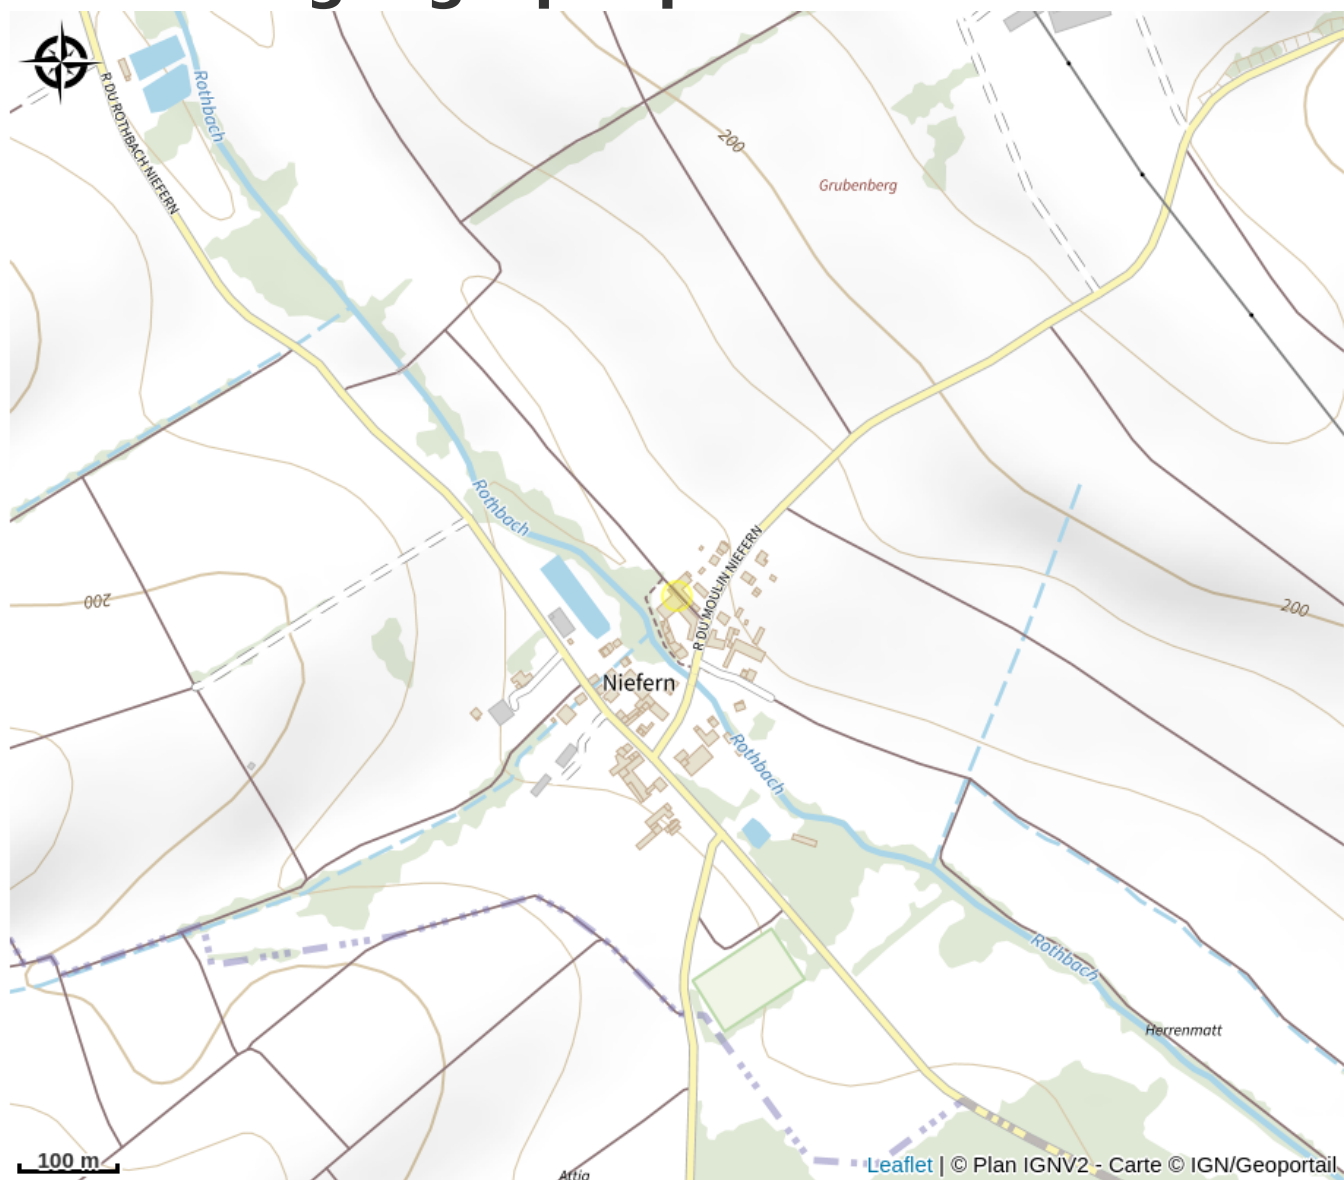 Rothbach
R DU ROTHBACH NIEFERN
200
Grubenberg
Rothbach
R DU MOULIN NIEFERN
200
200
Niefern
Rothbach
Rothbach
Herrenmatt
Attig
100 m
Leaflet | © Plan IGNV2 - Carte © IGN/Geoportail